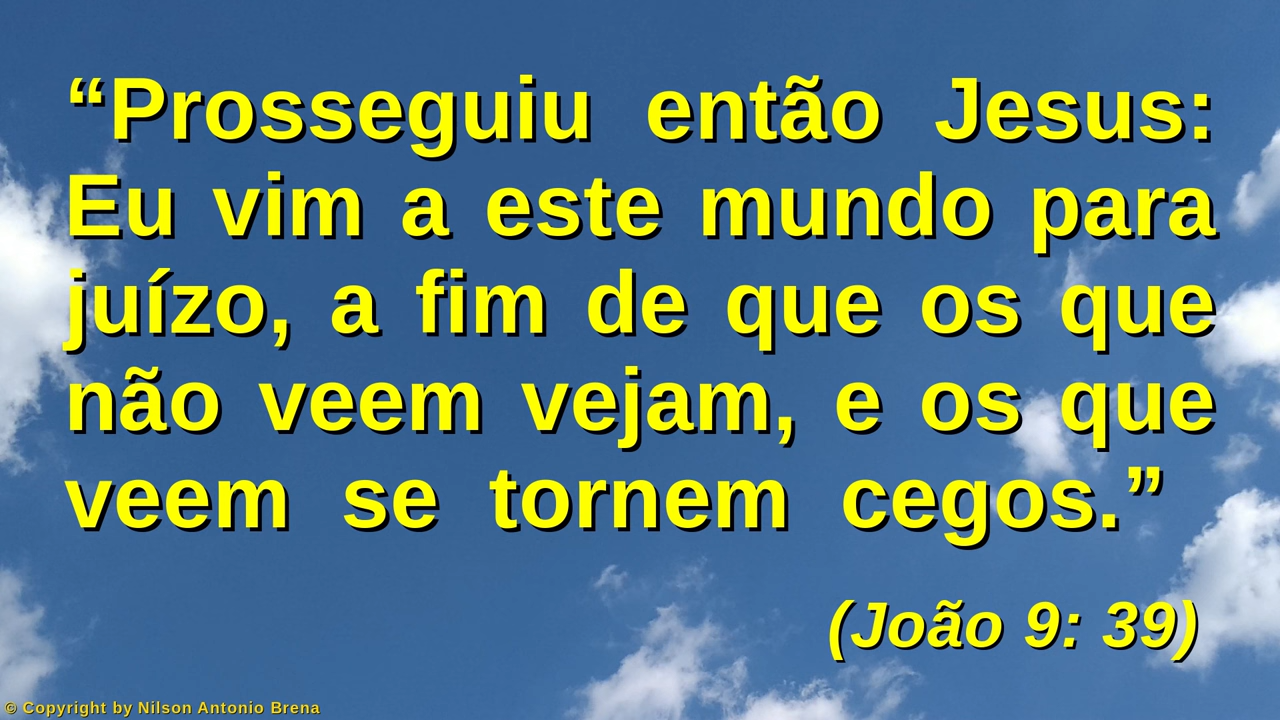 “Prosseguiu então Jesus:
Eu vim a este mundo para
juízo, a fim de que os que
não veem vejam, e os que
veem se tornem cegos.”
(João 9: 39)
© Copyright by Nilson Antonio Brena